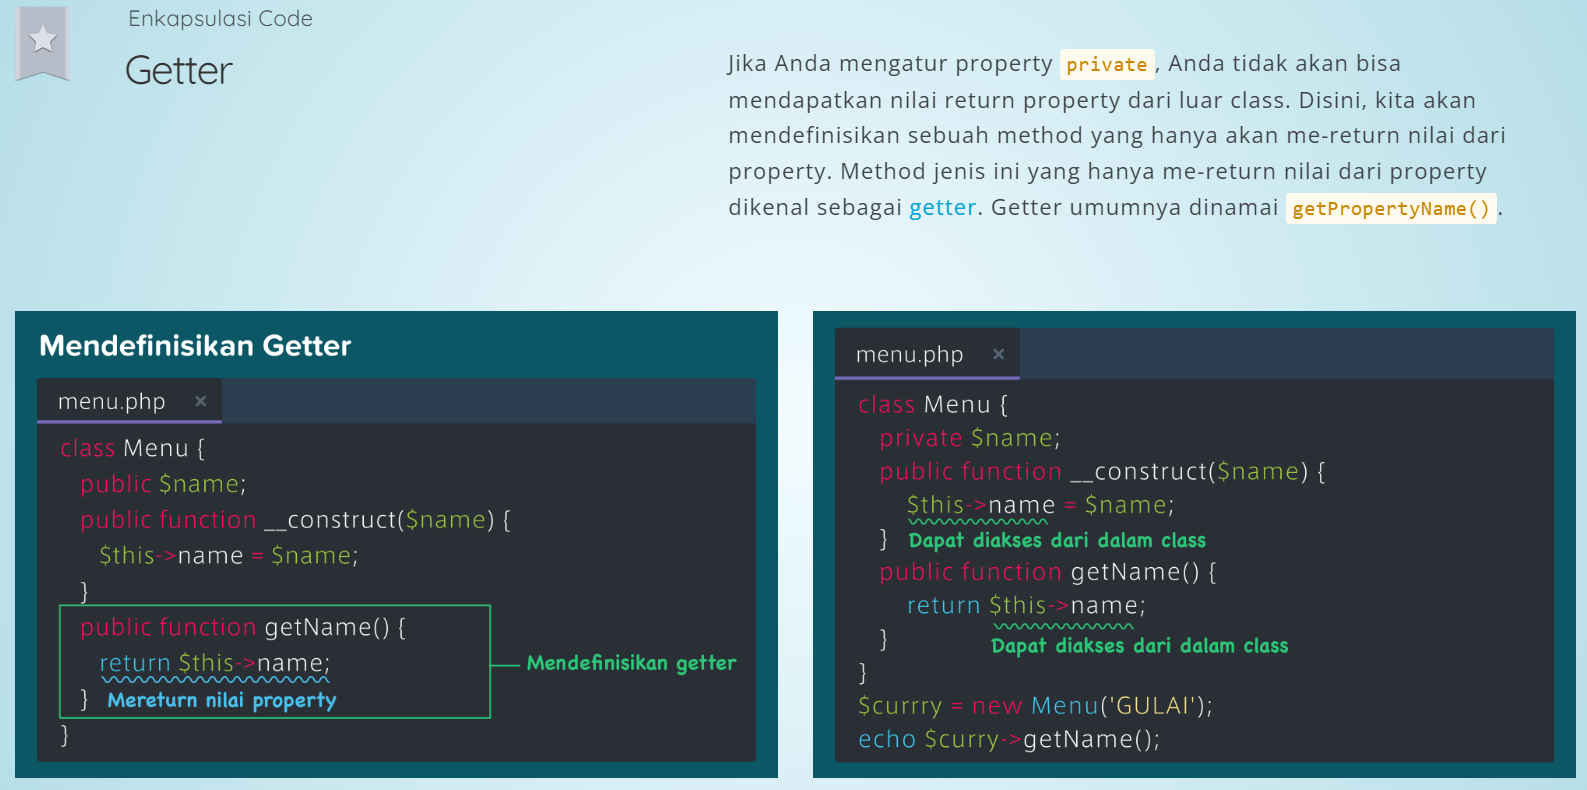 Enkapsulasi Code
Getter
Jika Anda mengatur property private, Anda tidak akan bisa
mendapatkan nilai return property dari luar class. Disini, kita akan
mendefinisikan sebuah method yang hanya akan me-return nilai dari
property. Method jenis ini yang hanya me-return nilai dari property
dikenal sebagai getter. Getter umumnya dinamai getPropertyName().
Mendefinisikan Getter
menu.php ×
class Menu {
public $name;
public function __construct($name) {
$this->name = $name;
}
public function getName() {
return $this->name;
} Mereturn nilai property
}
Mendefinisikan getter
menu.php ×
class Menu {
private $name;
public function __construct($name) {
$this->name = $name;
} Dapat diakses dari dalam class
public function getName() {
return $this->name;
}
Dapat diakses dari dalam class
}
$currry = new Menu('GULAI');
echo $curry->getName();